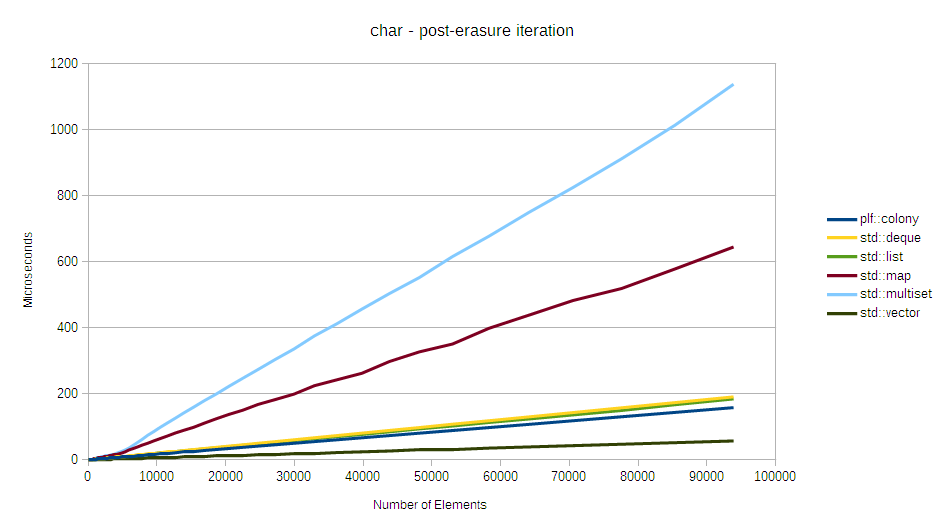 char - post-erasure iteration
1200
1000
800
600
400
200
0
Microseconds
0 10000 20000 30000 40000 50000 60000 70000 80000 90000 100000
Number of Elements
plf::colony
std::deque
std::list
std::map
std::multiset
std::vector